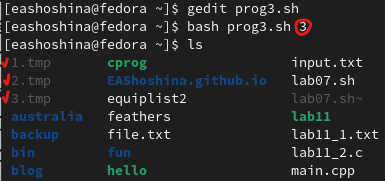 [eashoshina@fedora ~]$ gedit prog3.sh
[eashoshina@fedora ~]$ bash prog3.sh 3
[eashoshina@fedora ~]$ ls
1.tmp cprog input.txt
2.tmp EAShoshina.github.io lab07.sh
3.tmp equiplist2 lab07.sh~
australia feathers lab11
backup file.txt lab11_1.txt
bin fun lab11_2.c
blog hello main.cpp